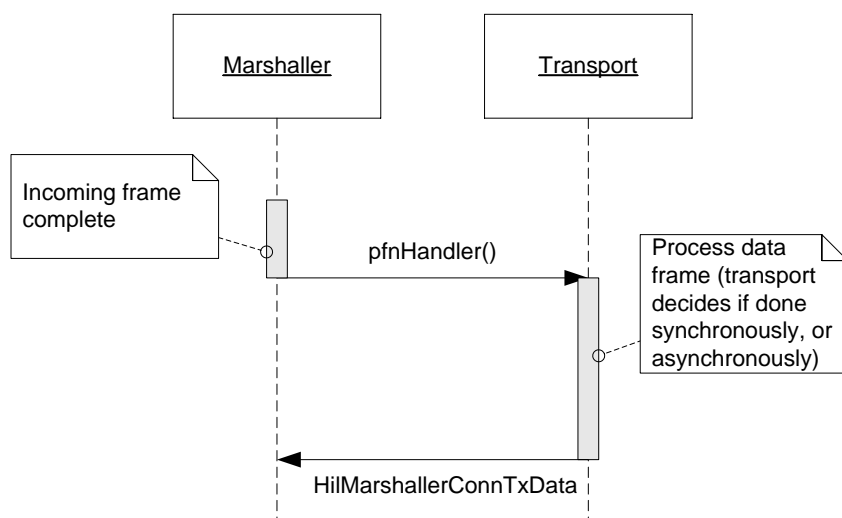 Marshaller
Transport
Incoming frame
complete
pfnHandler()
Process data
frame (transport
decides if done
synchronously, or
asynchronously)
HilMarshallerConnTxData